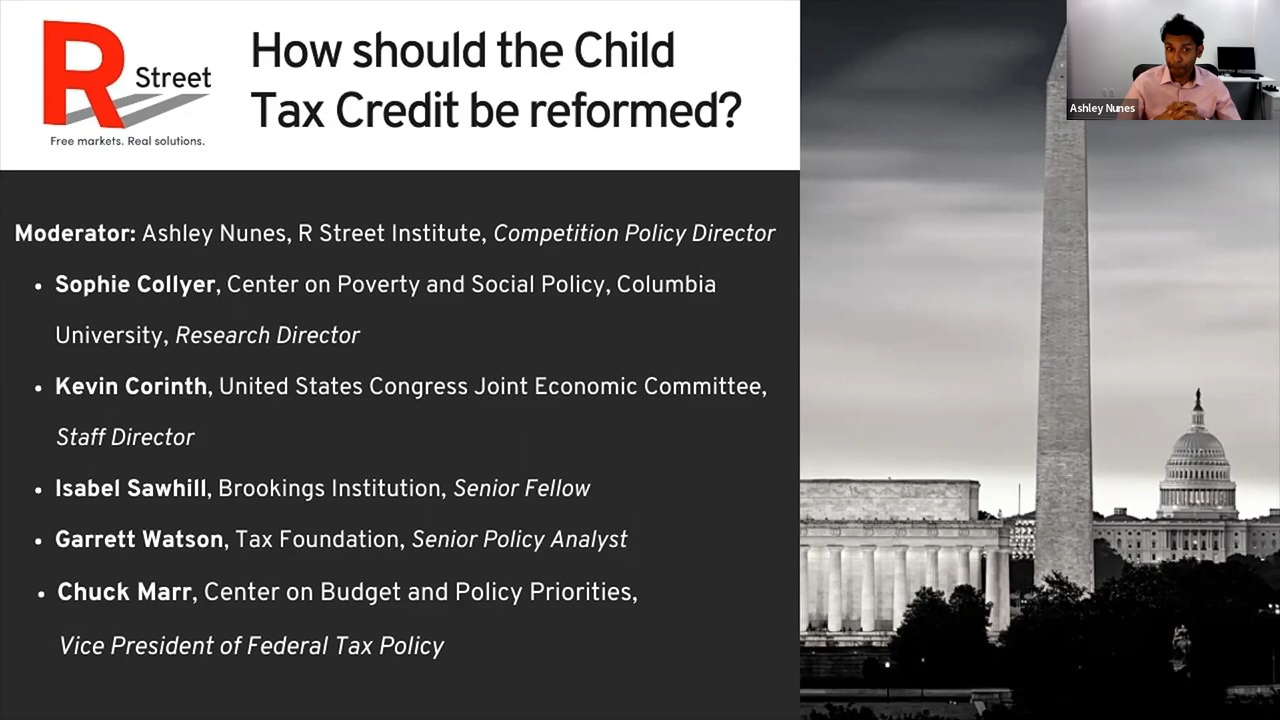 R Street
Free markets. Real solutions.
How should the Child
Tax Credit be reformed?
Ashley Nunes
Moderator: Ashley Nunes, R Street Institute, Competition Policy Director
• Sophie Collyer, Center on Poverty and Social Policy, Columbia
University, Research Director
• Kevin Corinth, United States Congress Joint Economic Committee,
Staff Director
• Isabel Sawhill, Brookings Institution, Senior Fellow
• Garrett Watson, Tax Foundation, Senior Policy Analyst
• Chuck Marr, Center on Budget and Policy Priorities,
Vice President of Federal Tax Policy